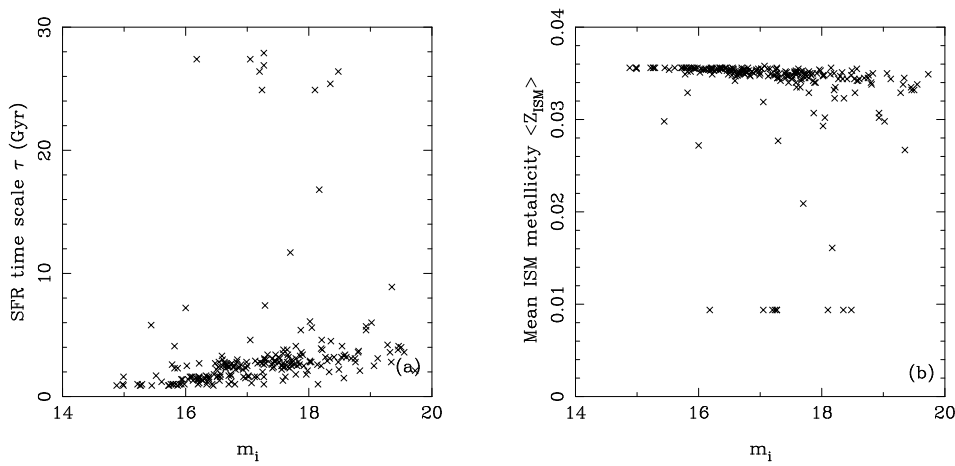 SFR time scale τ (Gyr)
30
20
10
0
14 16 18 20
m_i
(a)
Mean ISM metallicity <Z_ISM>
0.04
0.03
0.02
0.01
0
14 16 18 20
m_i
(b)